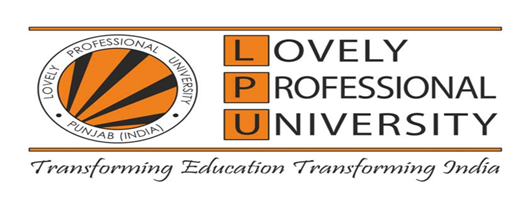 LOVELY PROFESSIONAL UNIVERSITY
• PUNJAB (INDIA) •
LOVELY
PROFESSIONAL
UNIVERSITY
Transforming Education Transforming India